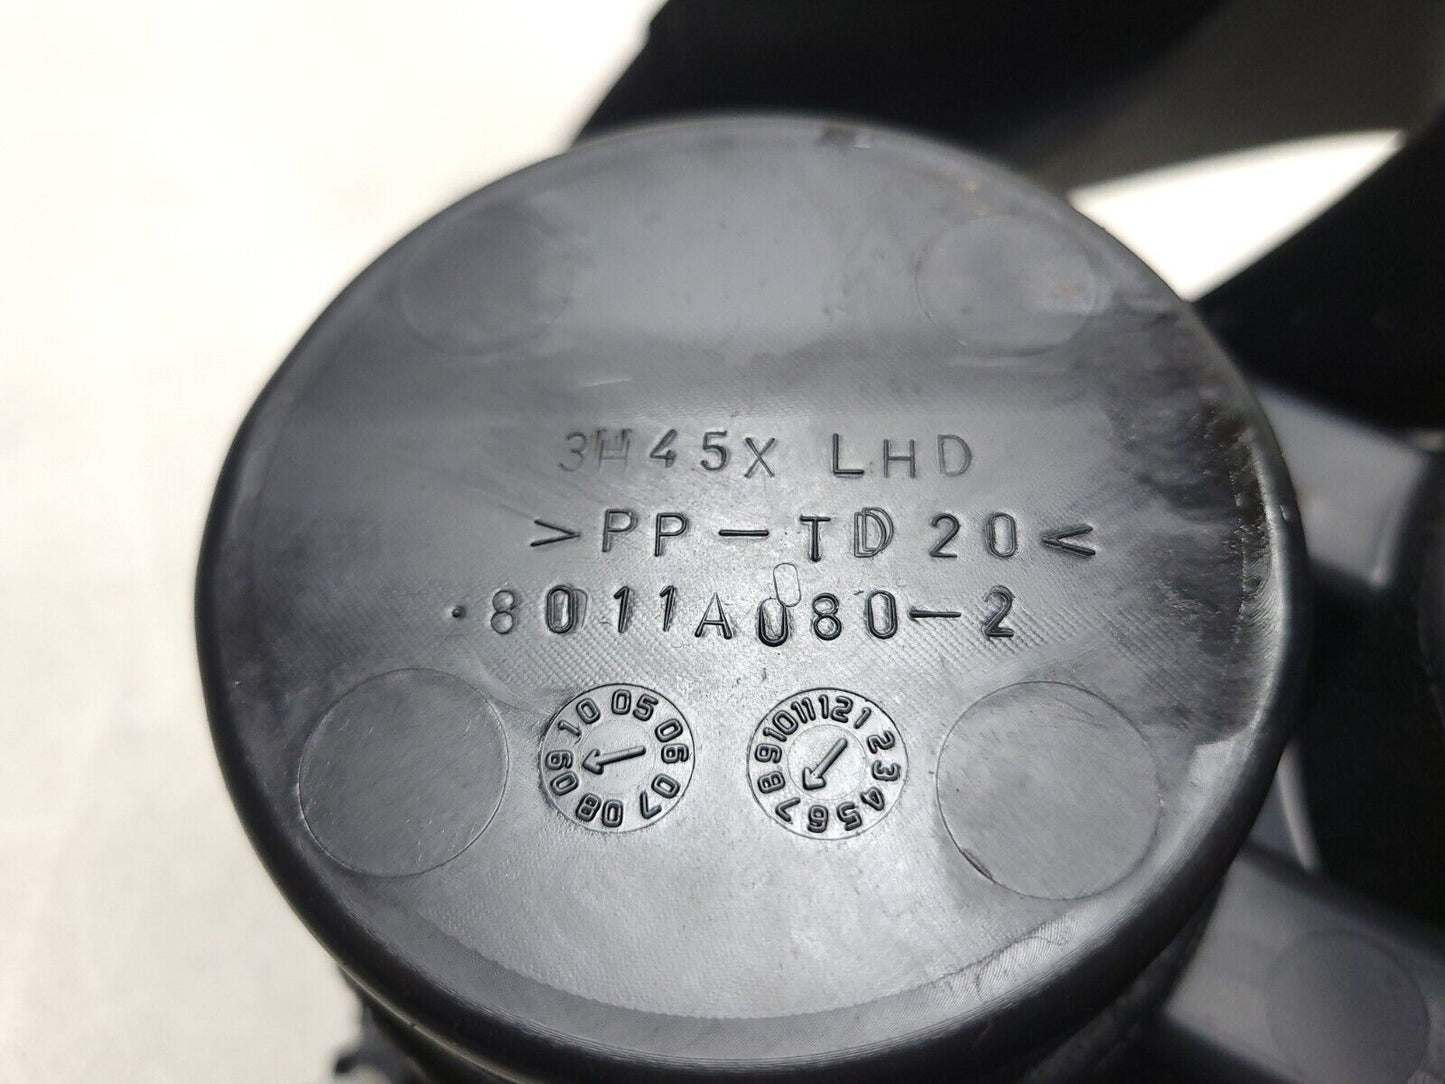 3H45X LHD
>PP-TD20<
·8011A080-2
05 06 07 08 09 10
1 2 3 4 5 6 7 8 9 10 11 12